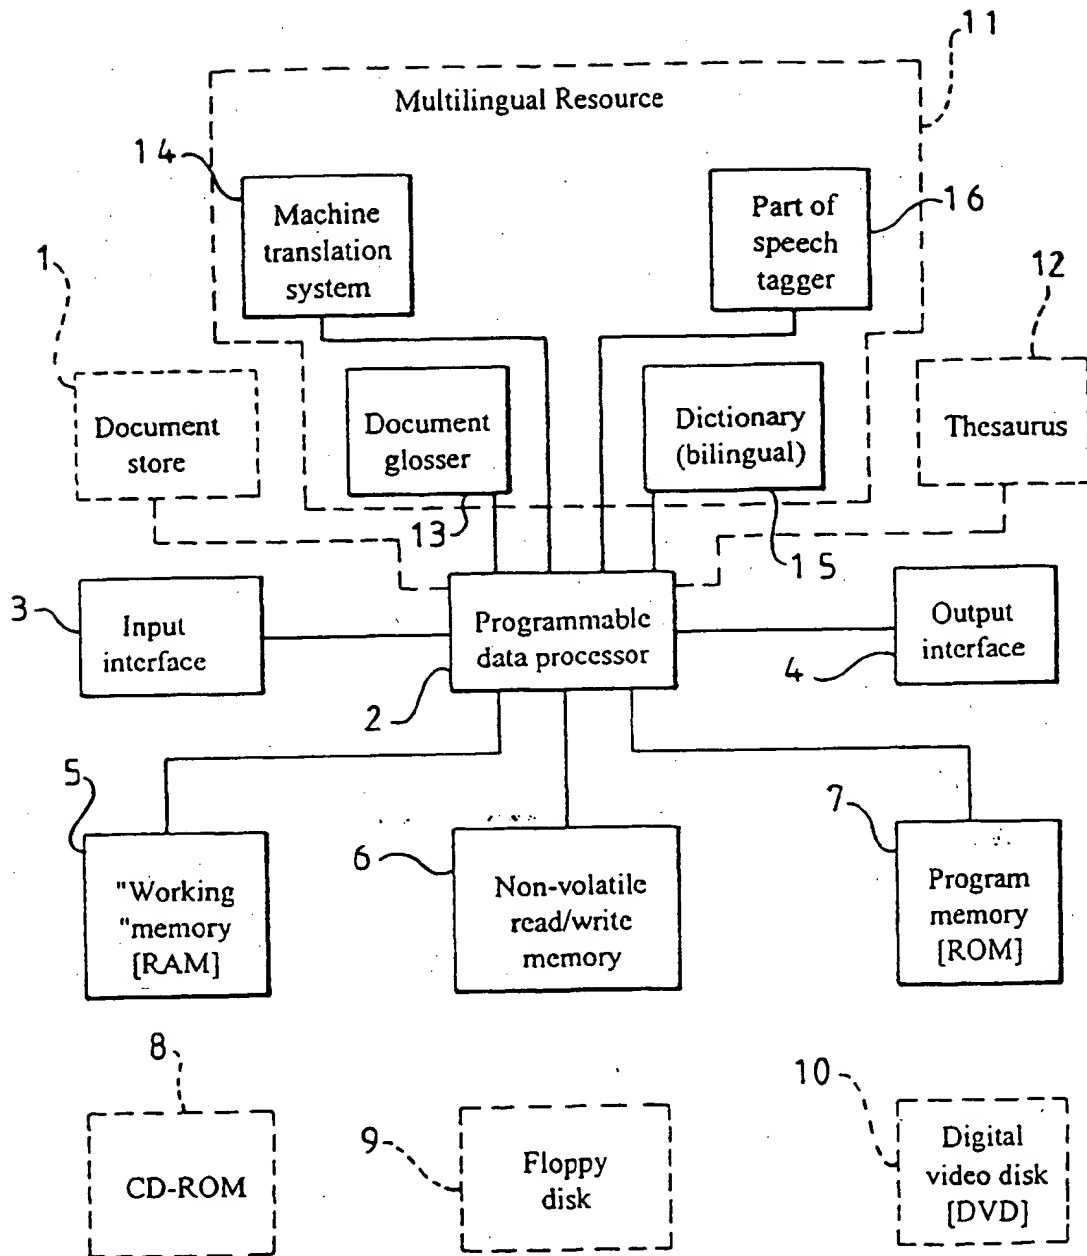 11
Multilingual Resource
14
Machine
translation
system
16
Part of
speech
tagger
1
12
Document
store
Document
glosser
Dictionary
(bilingual)
Thesaurus
13
15
3
Input
interface
Programmable
data processor
Output
interface
2
4
5
"Working
"memory
[RAM]
6
Non-volatile
read/write
memory
7
Program
memory
[ROM]
8
CD-ROM
9
Floppy
disk
10
Digital
video disk
[DVD]